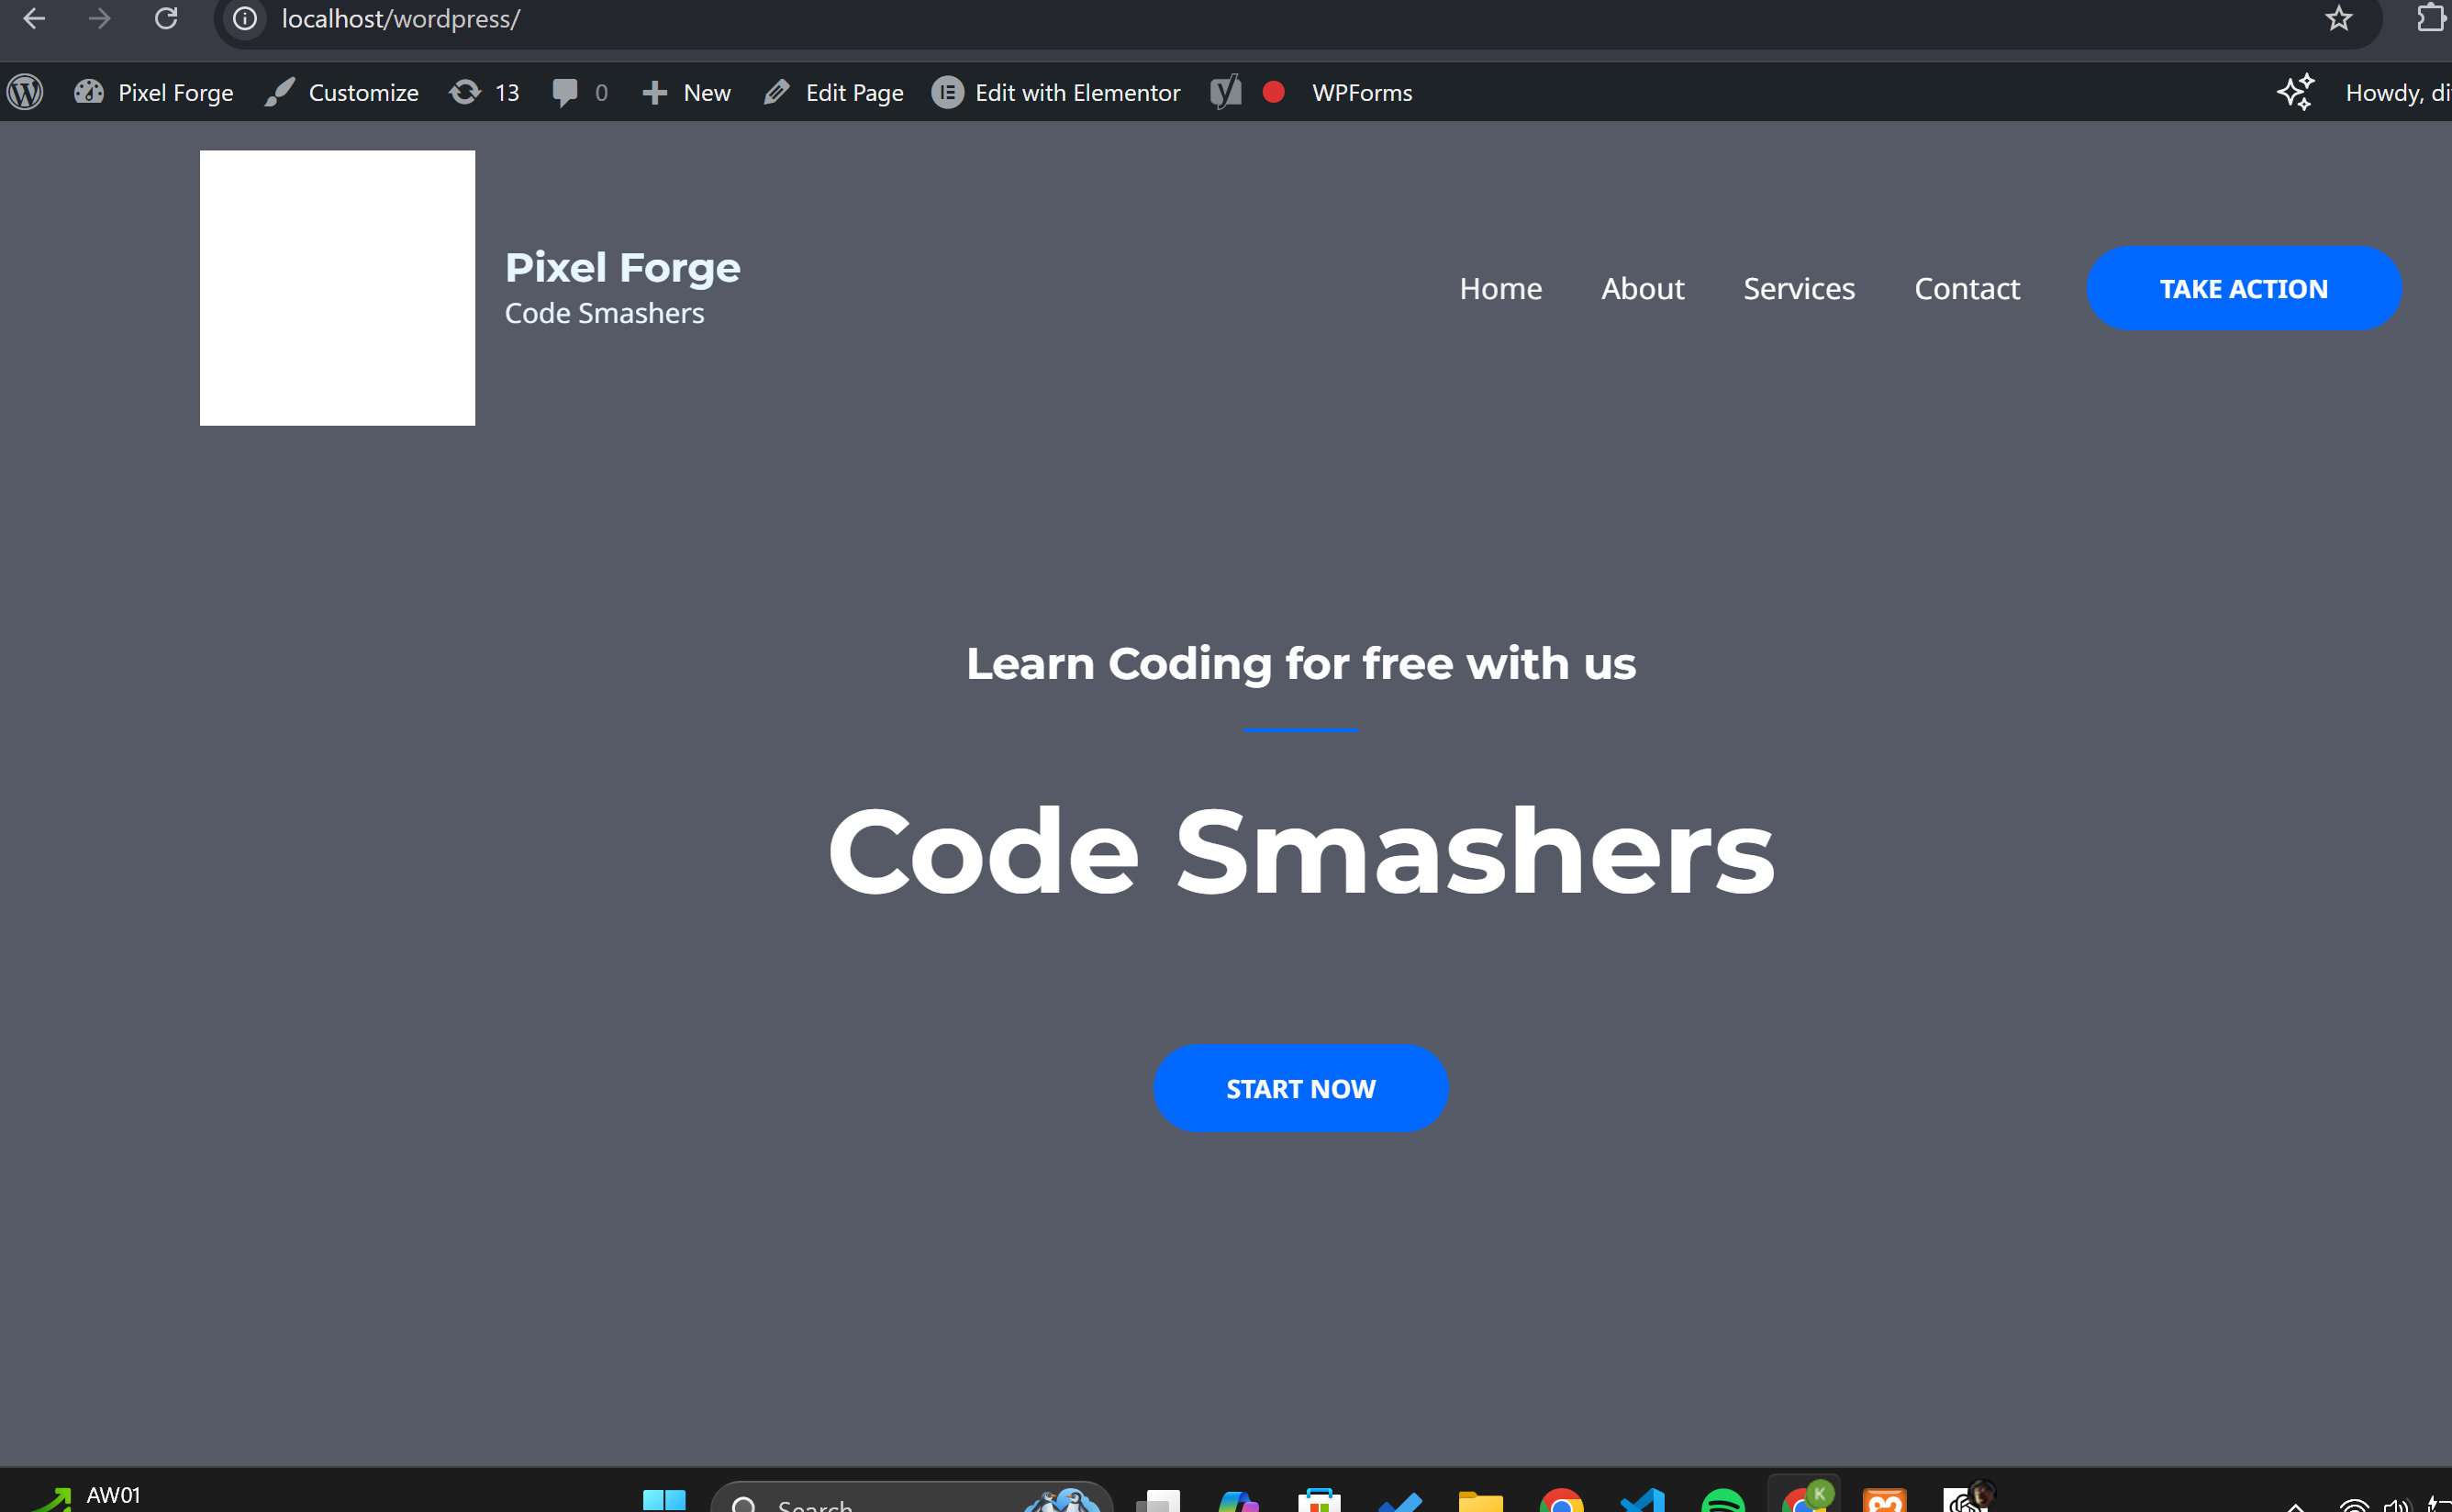 localhost/wordpress/
Pixel Forge Customize 13 0 New Edit Page Edit with Elementor WPForms Howdy, di
Pixel Forge
Code Smashers
Home About Services Contact TAKE ACTION
Learn Coding for free with us
Code Smashers
START NOW
AW01
Search